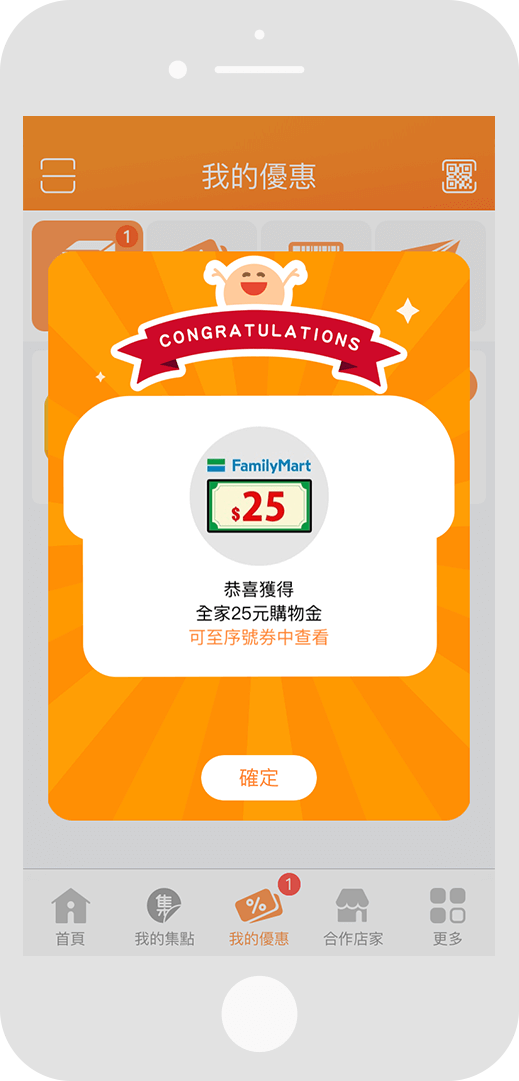 我的優惠
1
CONGRATULATIONS
FamilyMart
$25
恭喜獲得
全家25元購物金
可至序號券中查看
確定
1
集
%
首頁
我的集點
我的優惠
合作店家
更多